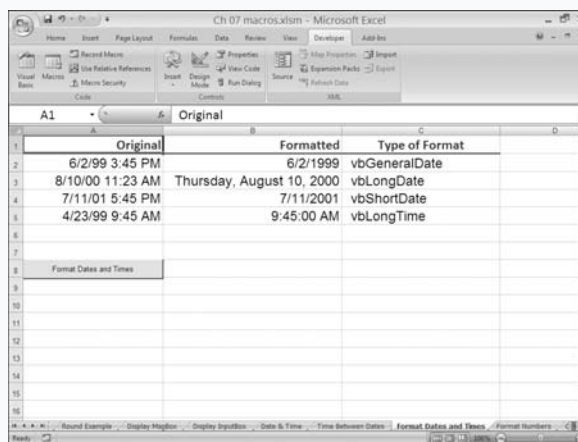 Ch 07 macros.xlsm - Microsoft Excel
Home Insert Page Layout Formulas Data Review View Developer Add-Ins
Visual Basic
Macros
Record Macro
Use Relative References
Macro Security
Code
Insert
Design Mode
Properties
View Code
Run Dialog
Controls
Source
Map Properties
Expansion Packs
Refresh Data
Import
Export
XML
A1 fx Original
A B C D
1 Original Formatted Type of Format
2 6/2/99 3:45 PM 6/2/1999 vbGeneralDate
3 8/10/00 11:23 AM Thursday, August 10, 2000 vbLongDate
4 7/11/01 5:45 PM 7/11/2001 vbShortDate
5 4/23/99 9:45 AM 9:45:00 AM vbLongTime
6
7
8 Format Dates and Times
9
10
11
12
13
14
15
16
Round Example Display MsgBox Display InputBox Date & Time Time Between Dates Format Dates and Times Format Numbers
Ready 100%